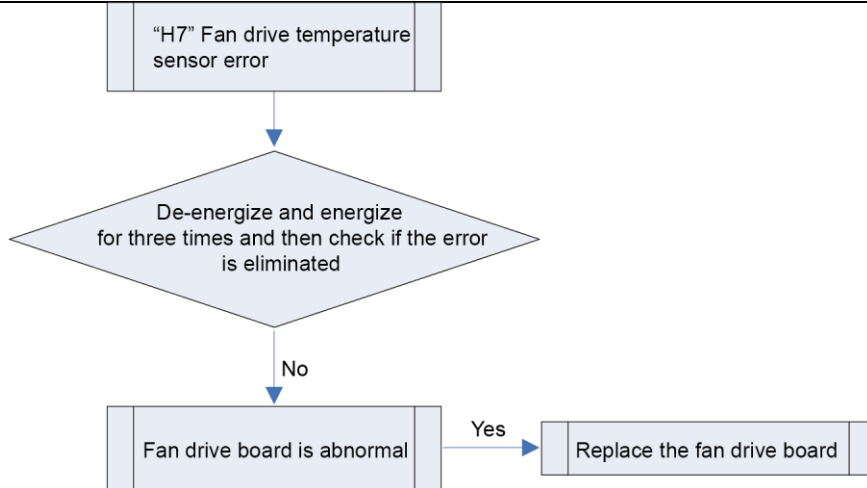 “H7” Fan drive temperature
sensor error
De-energize and energize
for three times and then check if the error
is eliminated
No
Fan drive board is abnormal
Yes
Replace the fan drive board